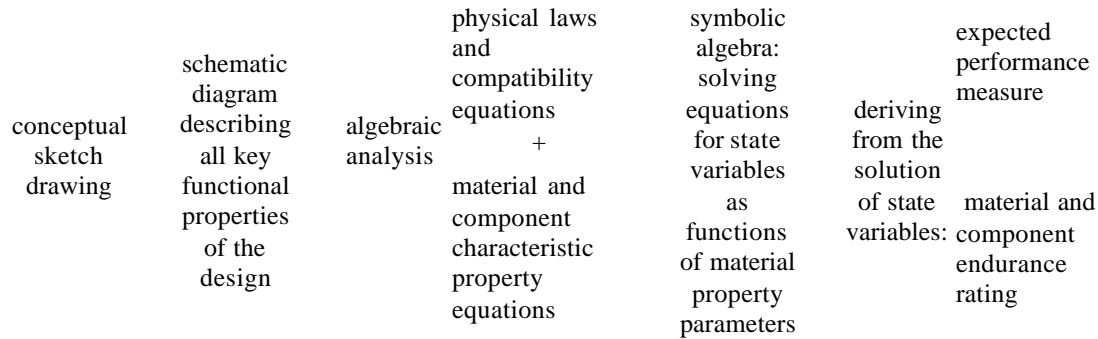 conceptual
sketch
drawing
schematic
diagram
describing
all key
functional
properties
of the
design
algebraic
analysis
physical laws
and
compatibility
equations
+
material and
component
characteristic
property
equations
symbolic
algebra:
solving
equations
for state
variables
as
functions
of material
property
parameters
deriving
from the
solution
of state
variables:
expected
performance
measure
material and
component
endurance
rating